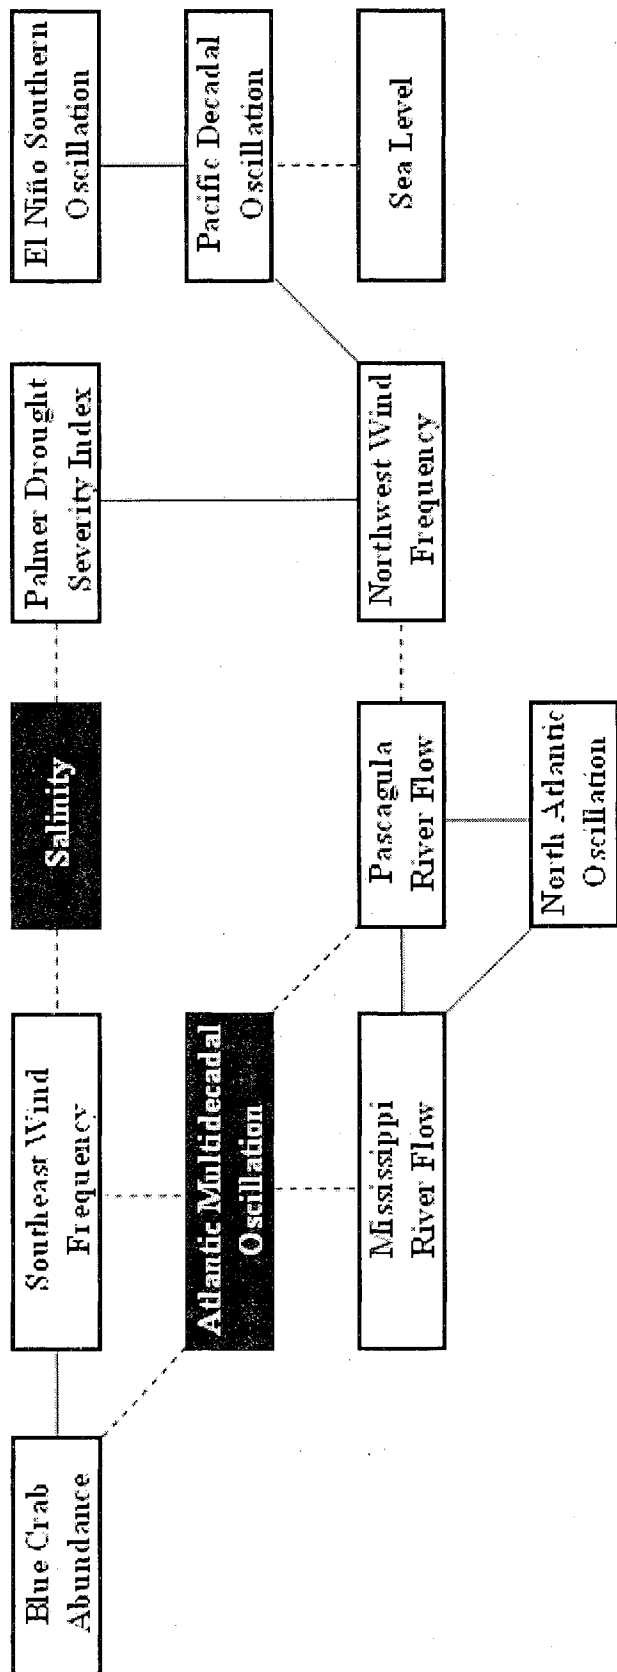 Blue Crab
Abundance
Southeast Wind
Frequency
Salinity
Palmer Drought
Severity Index
El Niño Southern
Oscillation
Atlantic Multidecadal
Oscillation
Pacific Decadal
Oscillation
Mississippi
River Flow
Pascagula
River Flow
Northwest Wind
Frequency
Sea Level
North Atlantic
Oscillation